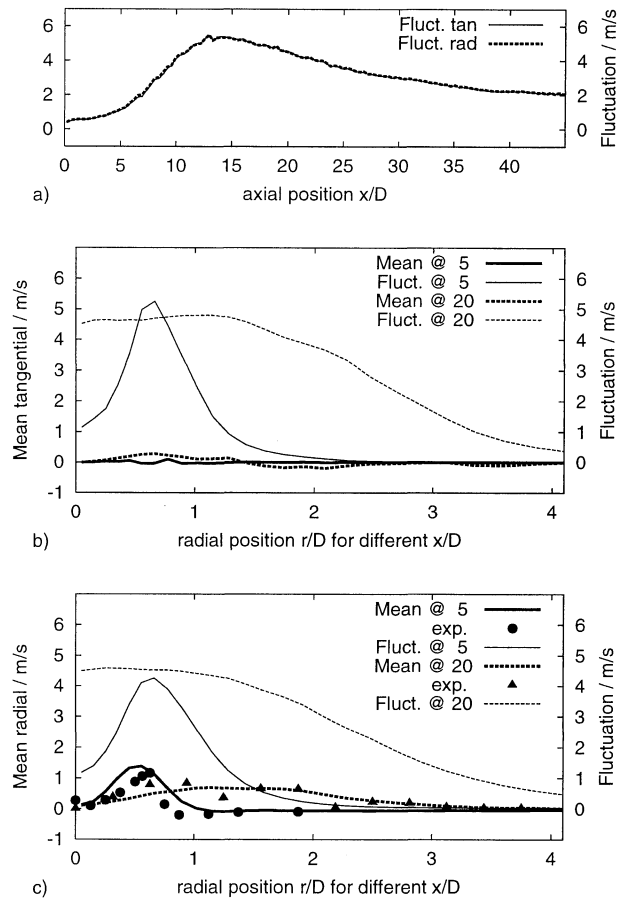 6
4
2
0
Fluct. tan
Fluct. rad
6
4
2
0
Fluctuation / m/s
0 5 10 15 20 25 30 35 40
axial position x/D
a)
6
5
4
3
2
1
0
-1
Mean tangential / m/s
Mean @ 5
Fluct. @ 5
Mean @ 20
Fluct. @ 20
6
5
4
3
2
1
0
Fluctuation / m/s
0 1 2 3 4
radial position r/D for different x/D
b)
6
5
4
3
2
1
0
-1
Mean radial / m/s
Mean @ 5
exp.
Fluct. @ 5
Mean @ 20
exp.
Fluct. @ 20
6
5
4
3
2
1
0
Fluctuation / m/s
0 1 2 3 4
radial position r/D for different x/D
c)